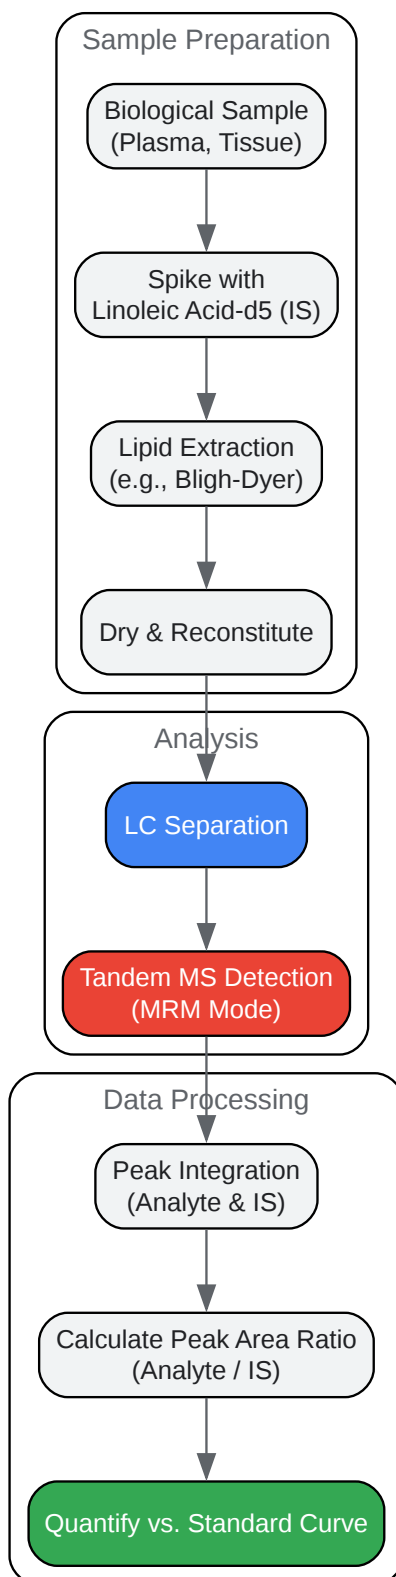 Sample Preparation
Biological Sample
(Plasma, Tissue)
Spike with
Linoleic Acid-d5 (IS)
Lipid Extraction
(e.g., Bligh-Dyer)
Dry & Reconstitute
Analysis
LC Separation
Tandem MS Detection
(MRM Mode)
Data Processing
Peak Integration
(Analyte & IS)
Calculate Peak Area Ratio
(Analyte / IS)
Quantify vs. Standard Curve